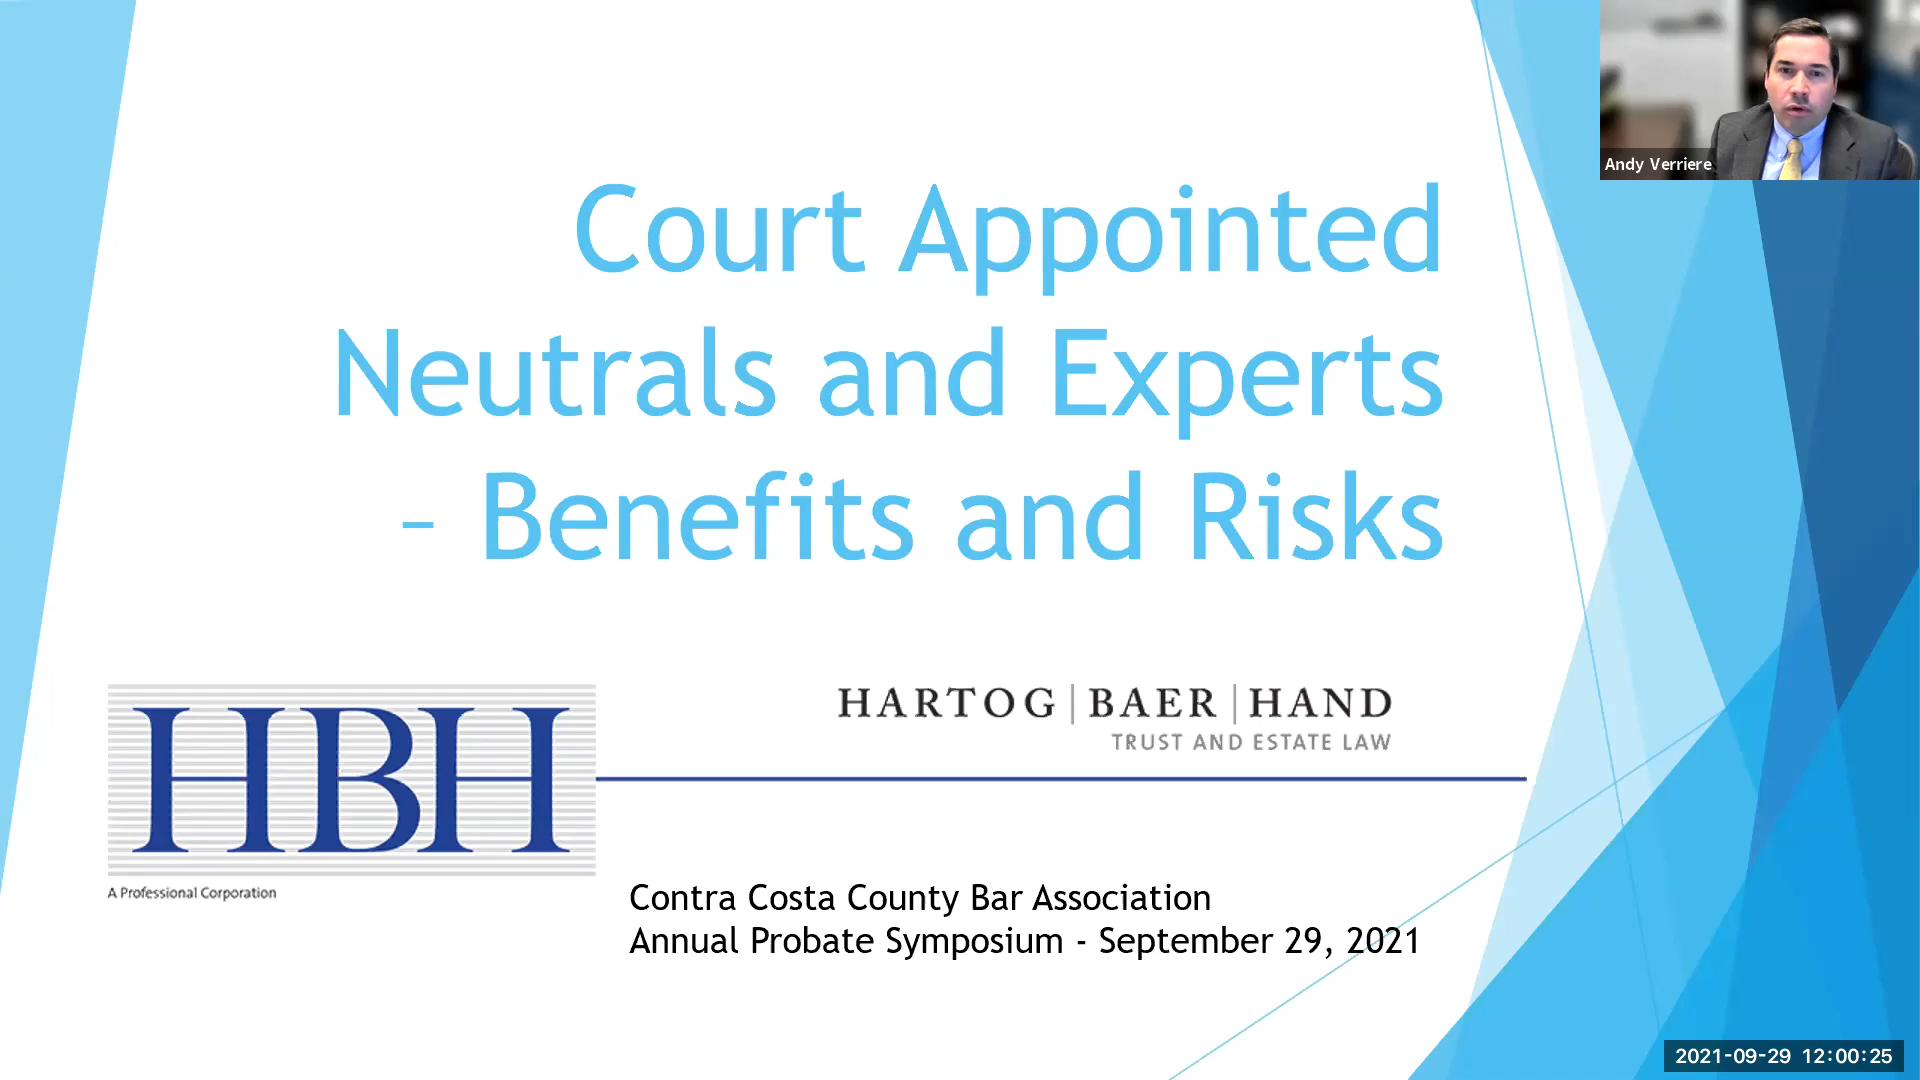 Andy Verriere
Court Appointed
Neutrals and Experts
– Benefits and Risks
HBH
HARTOG|BAER|HAND
TRUST AND ESTATE LAW
A Professional Corporation
Contra Costa County Bar Association
Annual Probate Symposium - September 29, 2021
2021-09-29 12:00:25